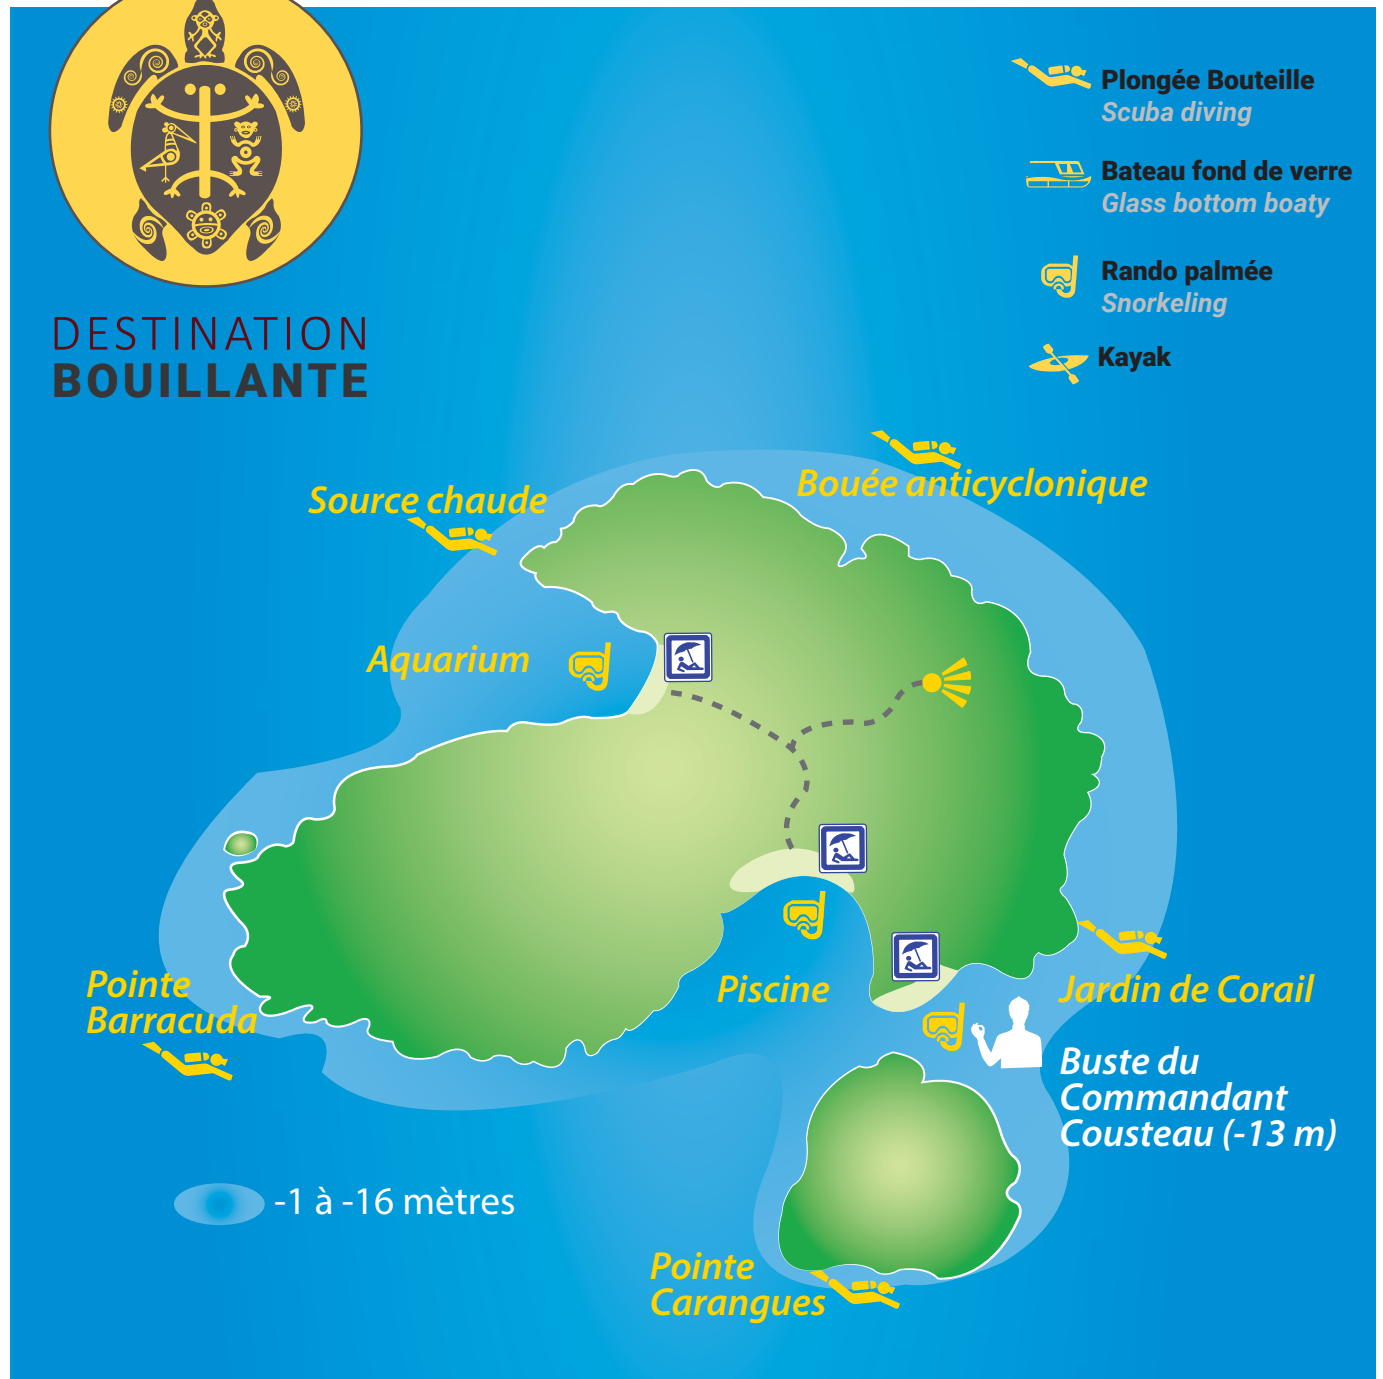 DESTINATION
BOUILLANTE
Plongée Bouteille
Scuba diving
Bateau fond de verre
Glass bottom boaty
Rando palmée
Snorkeling
Kayak
Source chaude
Bouée anticyclonique
Aquarium
Pointe
Barracuda
Piscine
Jardin de Corail
Buste du
Commandant
Cousteau (-13 m)
-1 à -16 mètres
Pointe
Carangues